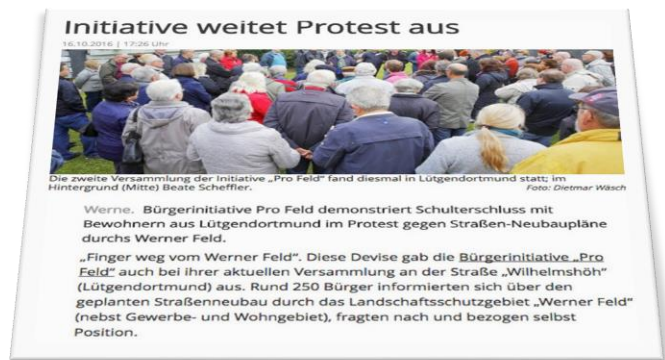 Initiative weitet Protest aus
16.10.2016 | 17:26 Uhr
Die zweite Versammlung der Initiative „Pro Feld“ fand diesmal in Lütgendortmund statt; im
Hintergrund (Mitte) Beate Scheffler.
Foto: Dietmar Wäsch
Werne. Bürgerinitiative Pro Feld demonstriert Schulterschluss mit
Bewohnern aus Lütgendortmund im Protest gegen Straßen-Neubaupläne
durchs Werner Feld.
„Finger weg vom Werner Feld“. Diese Devise gab die Bürgerinitiative „Pro
Feld“ auch bei ihrer aktuellen Versammlung an der Straße „Wilhelmshöh“
(Lütgendortmund) aus. Rund 250 Bürger informierten sich über den
geplanten Straßenneubau durch das Landschaftsschutzgebiet „Werner Feld“
(nebst Gewerbe- und Wohngebiet), fragten nach und bezogen selbst
Position.